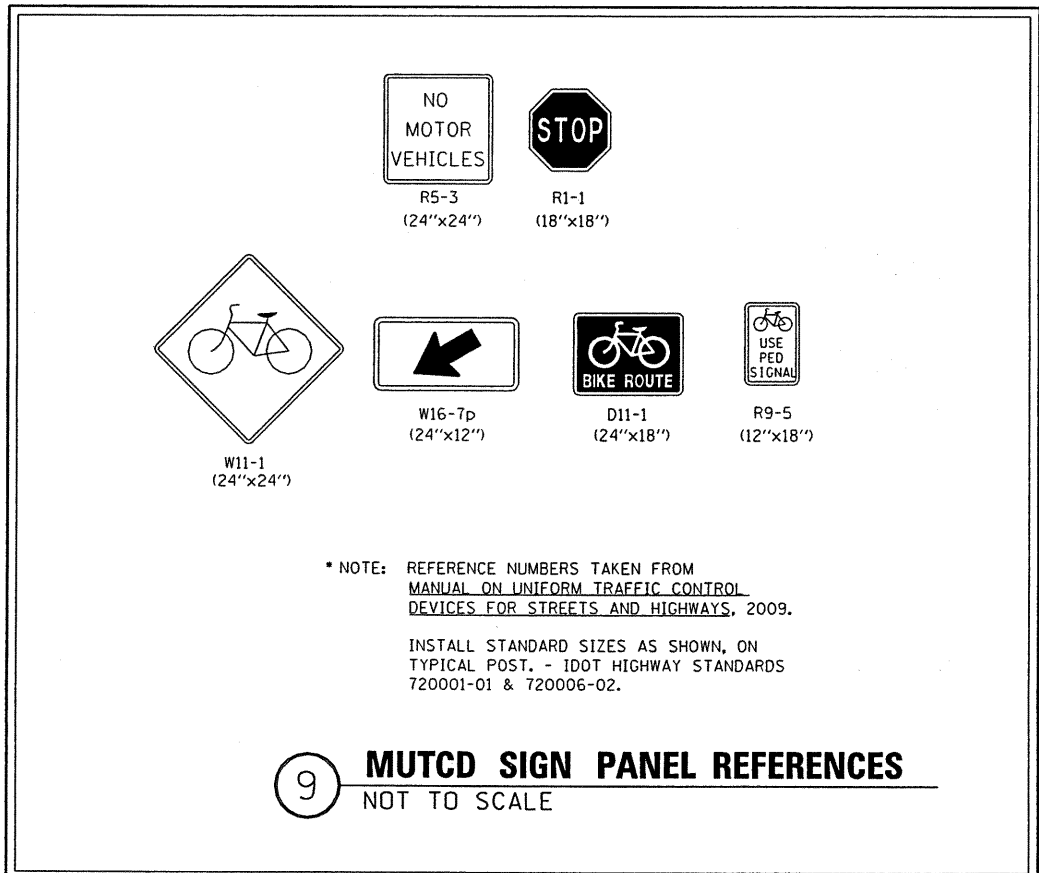 NO
MOTOR
VEHICLES
R5-3
(24''x24'')
STOP
R1-1
(18''x18'')
W11-1
(24''x24'')
W16-7p
(24''x12'')
BIKE ROUTE
D11-1
(24''x18'')
USE
PED
SIGNAL
R9-5
(12''x18'')
* NOTE: REFERENCE NUMBERS TAKEN FROM
MANUAL ON UNIFORM TRAFFIC CONTROL
DEVICES FOR STREETS AND HIGHWAYS, 2009.
INSTALL STANDARD SIZES AS SHOWN, ON
TYPICAL POST. - IDOT HIGHWAY STANDARDS
720001-01 & 720006-02.
9 MUTCD SIGN PANEL REFERENCES
NOT TO SCALE